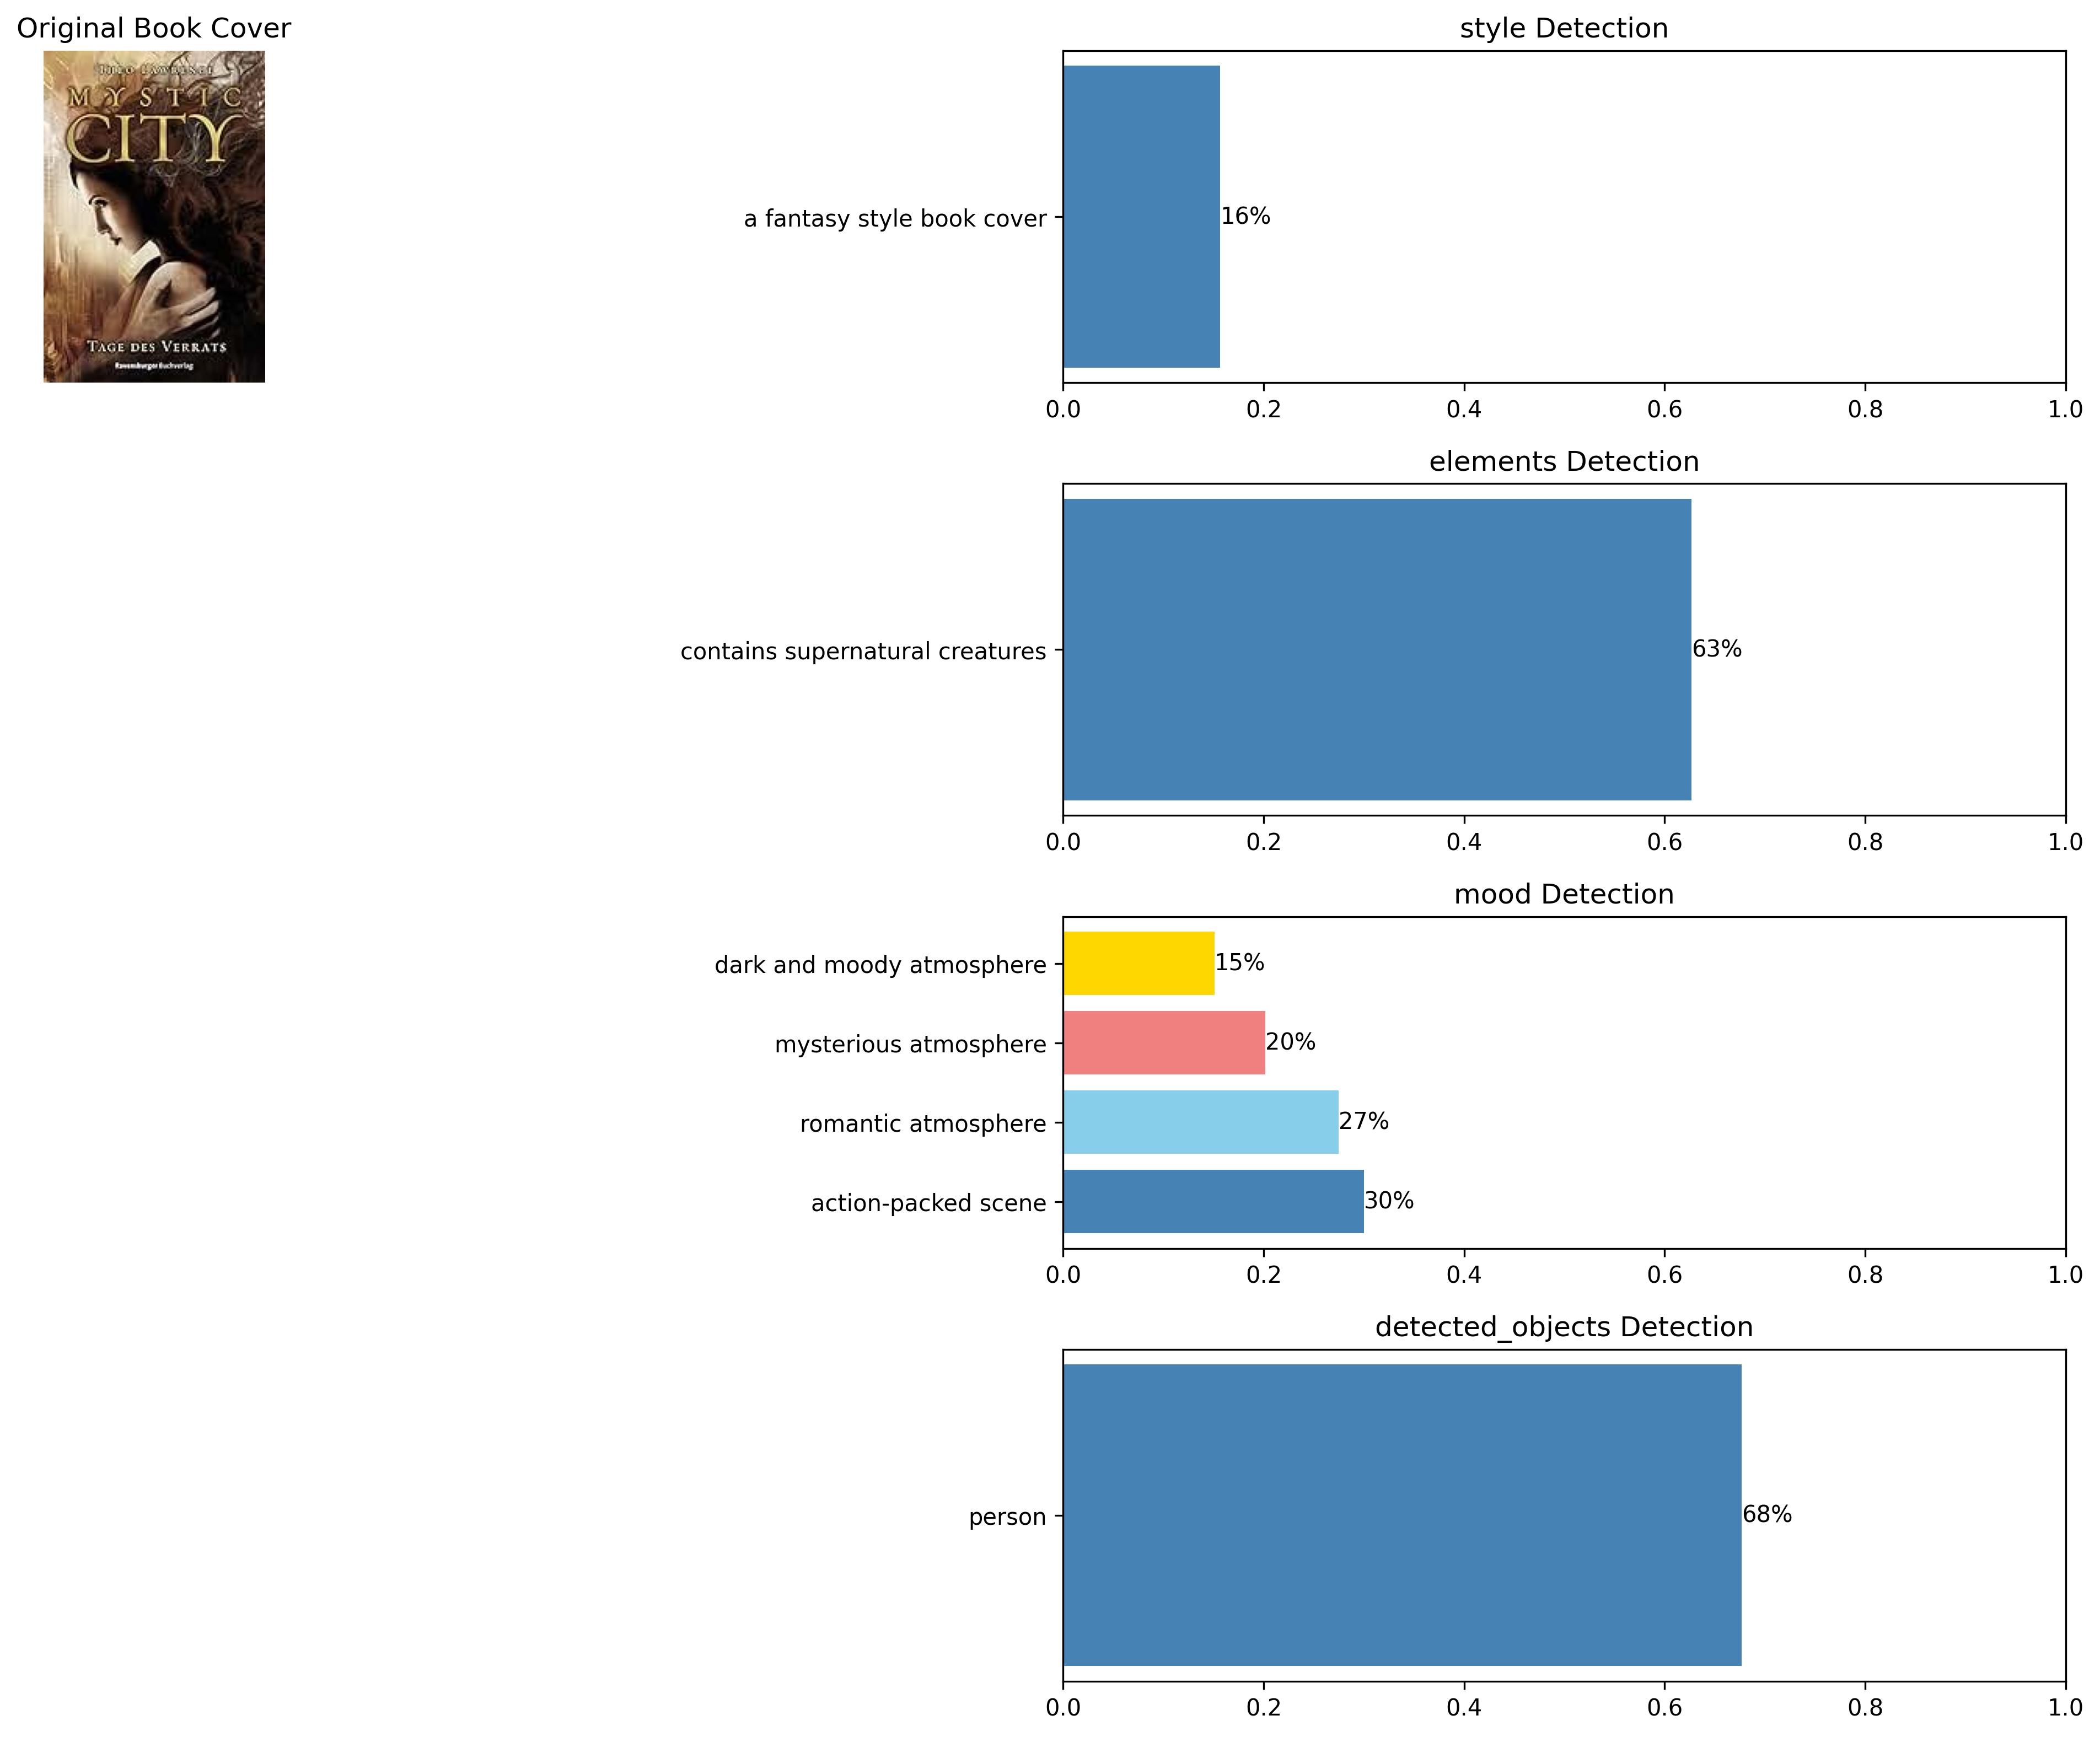 Original Book Cover
THEO LAWRENCE
MYSTIC
CITY
TAGE DES VERRATS
Ravensburger Buchverlag
style Detection
a fantasy style book cover
16%
0.0 0.2 0.4 0.6 0.8 1.0
elements Detection
contains supernatural creatures
63%
0.0 0.2 0.4 0.6 0.8 1.0
mood Detection
dark and moody atmosphere
15%
mysterious atmosphere
20%
romantic atmosphere
27%
action-packed scene
30%
0.0 0.2 0.4 0.6 0.8 1.0
detected_objects Detection
person
68%
0.0 0.2 0.4 0.6 0.8 1.0